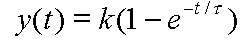 y(t) = k(1 − e^{−t/τ})